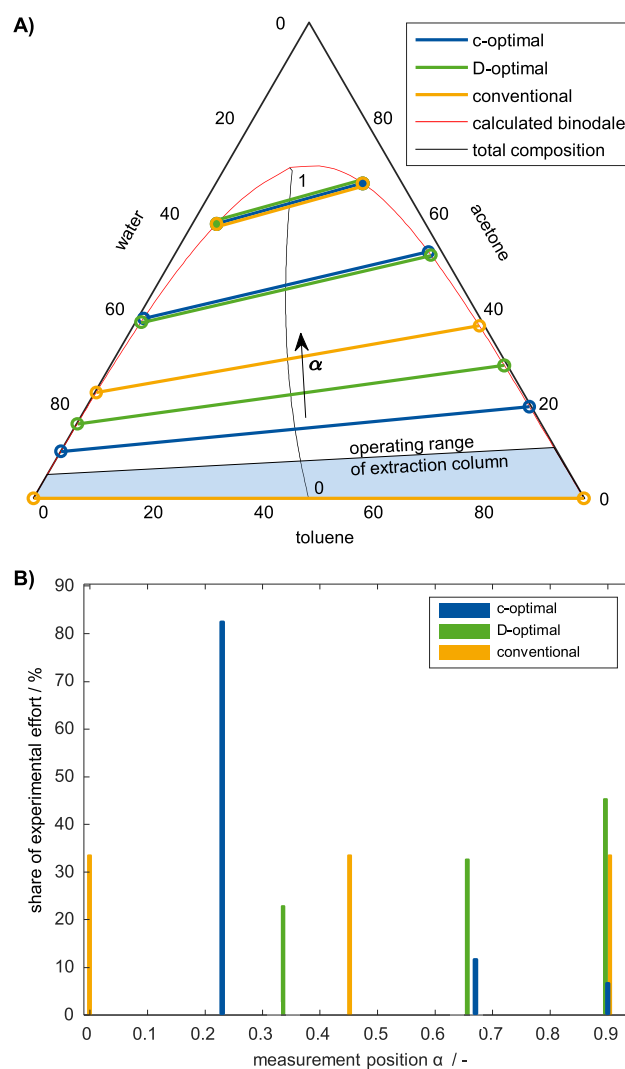 A)
0
c-optimal
D-optimal
conventional
calculated binodale
total composition
20
80
1
40
60
water
acetone
60
40
α
80
20
operating range
of extraction column
0
0
20
40
60
80
0
toluene
B)
90
80
70
60
50
40
30
20
10
0
share of experimental effort / %
c-optimal
D-optimal
conventional
0 0.1 0.2 0.3 0.4 0.5 0.6 0.7 0.8 0.9
measurement position α / -